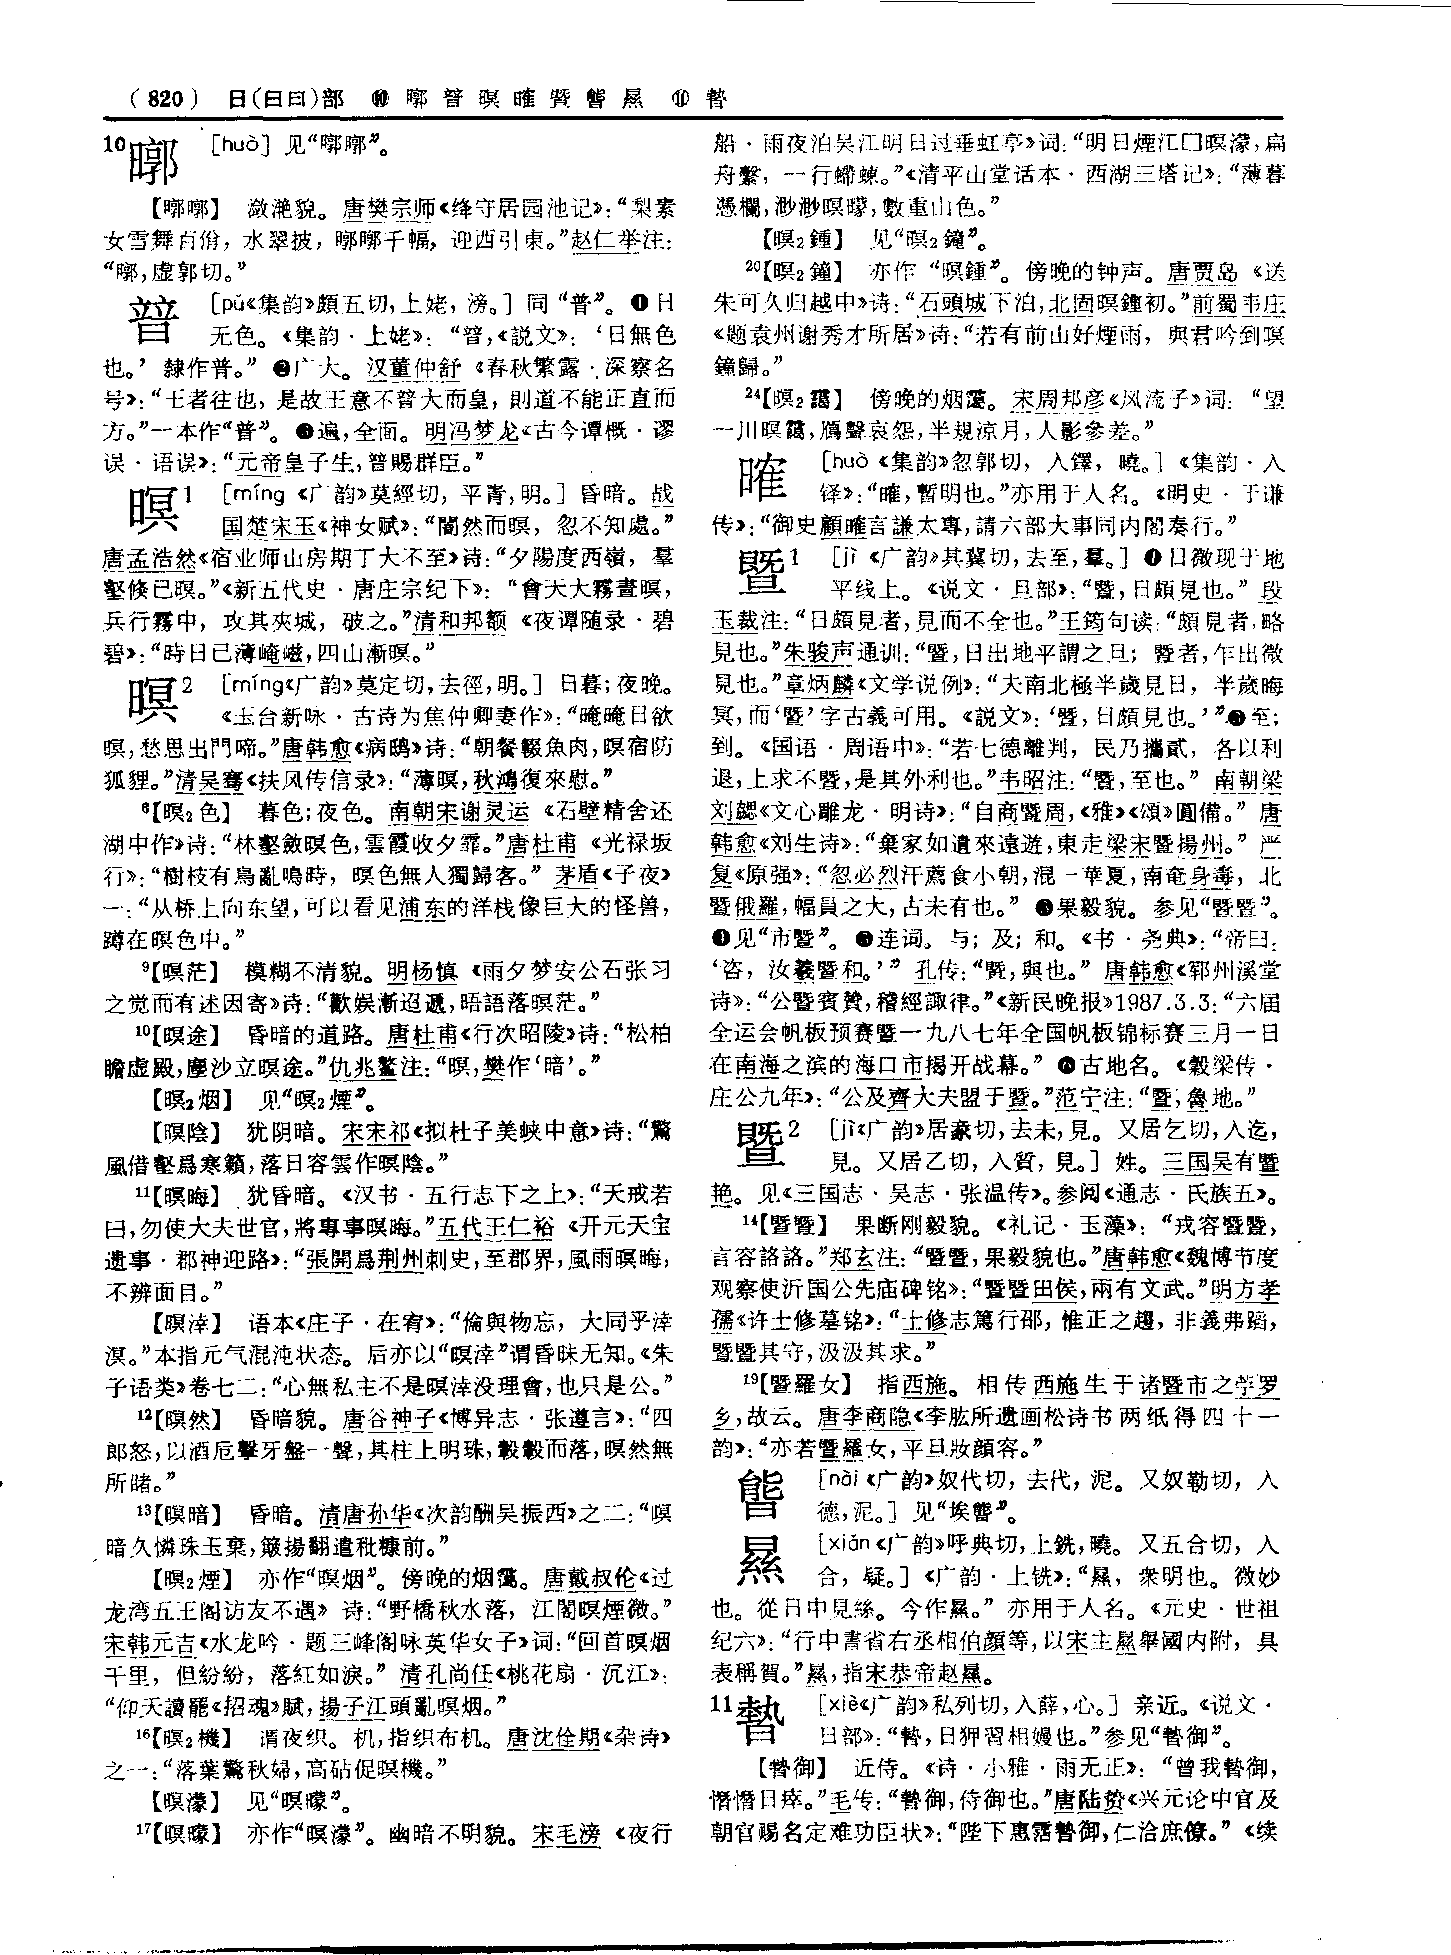 (820) 日(曰⺜)部 ⑩ 㗥 暜 暝 㬦 暨 㬮 㬎 ⑪ 暬
10 [huò] 见“𣉥𣉥”。
【𣉥𣉥】 潋滟貌。唐樊宗师《绛守居园池记》：“梨素
女雪舞百佾，水翠披，𣉥𣉥千幅，迎西引東。”赵仁举注：
“𣉥，虚郭切。”
暜 [pǔ《集韵》頗五切，上姥，滂。] 同“普”。❶日
无色。《集韵·上姥》：“暜，《説文》：‘日無色
也。’隸作普。”❷广大。汉董仲舒《春秋繁露·深察名
号》：“王者往也，是故王意不暜大而皇，則道不能正直而
方。”一本作“普”。❸遍，全面。明冯梦龙《古今谭概·谬
误·语误》：“元帝皇子生，暜賜群臣。”
暝1 [míng《广韵》莫經切，平青，明。] 昏暗。战
国楚宋玉《神女赋》：“闇然而暝，忽不知處。”
唐孟浩然《宿业师山房期丁大不至》诗：“夕陽度西嶺，羣
壑倏已暝。”《新五代史·唐庄宗纪下》：“會天大霧晝暝，
兵行霧中，攻其夾城，破之。”清和邦额《夜谭随录·碧
碧》：“時日已薄崦嵫，四山漸暝。”
暝2 [mìng《广韵》莫定切，去徑，明。] 日暮；夜晚。
《玉台新咏·古诗为焦仲卿妻作》：“晻晻日欲
暝，愁思出門啼。”唐韩愈《病鸱》诗：“朝餐輟魚肉，暝宿防
狐貍。”清吴骞《扶风传信录》：“薄暝，秋鴻復來慰。”
6【暝2色】 暮色；夜色。南朝宋谢灵运《石壁精舍还
湖中作》诗：“林壑斂暝色，雲霞收夕霏。”唐杜甫《光禄坂
行》：“樹枝有鳥亂鳴時，暝色無人獨歸客。”茅盾《子夜》
一：“从桥上向东望，可以看见浦东的洋栈像巨大的怪兽，
蹲在暝色中。”
9【暝茫】 模糊不清貌。明杨慎《雨夕梦安公石张习
之觉而有述因寄》诗：“歡娱漸迢遞，晤語落暝茫。”
10【暝途】 昏暗的道路。唐杜甫《行次昭陵》诗：“松柏
瞻虚殿，塵沙立暝途。”仇兆鳌注：“暝，樊作‘暗’。”
【暝2烟】 见“暝2煙”。
【暝陰】 犹阴暗。宋宋祁《拟杜子美峡中意》诗：“驚
風借壑爲寒籟，落日容雲作暝陰。”
11【暝晦】 犹昏暗。《汉书·五行志下之上》：“天戒若
曰，勿使大夫世官，將專事暝晦。”五代王仁裕《开元天宝
遗事·郡神迎路》：“張開爲荆州刺史，至郡界，風雨暝晦，
不辨面目。”
【暝涬】 语本《庄子·在宥》：“倫與物忘，大同乎涬
溟。”本指元气混沌状态。后亦以“暝涬”谓昏昧无知。《朱
子语类》卷七二：“心無私主不是暝涬没理會，也只是公。”
12【暝然】 昏暗貌。唐谷神子《博异志·张遵言》：“四
郎怒，以酒卮擊牙盤一聲，其柱上明珠，轂轂而落，暝然無
所睹。”
13【暝暗】 昏暗。清唐孙华《次韵酬吴振西》之二：“暝
暗久憐珠玉棄，簸揚翻遣秕糠前。”
【暝2煙】 亦作“暝烟”。傍晚的烟霭。唐戴叔伦《过
龙湾五王阁访友不遇》诗：“野橋秋水落，江閣暝煙微。”
宋韩元吉《水龙吟·题三峰阁咏英华女子》词：“回首暝烟
千里，但紛紛，落紅如淚。”清孔尚任《桃花扇·沉江》：
“仰天讀罷《招魂》賦，揚子江頭亂暝烟。”
16【暝2機】 谓夜织。机，指织布机。唐沈佺期《杂诗》
之一：“落葉驚秋婦，高砧促暝機。”
【暝濛】 见“暝曚”。
17【暝曚】 亦作“暝濛”。幽暗不明貌。宋毛滂《夜行
船·雨夜泊吴江明日过垂虹亭》词：“明日煙江囗暝濛，扁
舟繫，一行螮蝀。”《清平山堂话本·西湖三塔记》：“薄暮
憑欄，渺渺暝曚，數重山色。”
【暝2鍾】 见“暝2鐘”。
20【暝2鐘】 亦作“暝鍾”。傍晚的钟声。唐贾岛《送
朱可久归越中》诗：“石頭城下泊，北固暝鍾初。”前蜀韦庄
《题袁州谢秀才所居》诗：“若有前山好煙雨，與君吟到暝
鐘歸。”
24【暝2靄】 傍晚的烟霭。宋周邦彦《风流子》词：“望
一川暝靄，鴈聲哀怨，半規涼月，人影參差。”
㬦 [huò《集韵》忽郭切，入鐸，曉。]《集韵·入
铎》：“㬦，暫明也。”亦用于人名。《明史·于谦
传》：“御史顧㬦言謙太專，請六部大事同内閣奏行。”
暨1 [jì《广韵》其冀切，去至，羣。] ❶日微现于地
平线上。《说文·旦部》：“暨，日頗見也。”段
玉裁注：“日頗見者，見而不全也。”王筠句读：“頗見者，略
見也。”朱骏声通训：“暨，日出地平謂之旦；暨者，乍出微
見也。”章炳麟《文学说例》：“大南北極半歲見日，半歲晦
冥，而‘暨’字古義可用。《説文》：‘暨，日頗見也。’”❷至；
到。《国语·周语中》：“若七德離判，民乃攜貳，各以利
退，上求不暨，是其外利也。”韦昭注：“暨，至也。”南朝梁
刘勰《文心雕龙·明诗》：“自商暨周，《雅》《頌》圓備。”唐
韩愈《刘生诗》：“棄家如遺來遠遊，東走梁宋暨揚州。”严
复《原强》：“忽必烈汗薦食小朝，混一華夏，南奄身毒，北
暨俄羅，幅員之大，古未有也。”❸果毅貌。参见“暨暨”。
❹见“市暨”。❺连词。与；及；和。《书·尧典》：“帝曰：
‘咨，汝羲暨和。’”孔传：“暨，與也。”唐韩愈《郓州溪堂
诗》：“公暨賓贊，稽經諏律。”《新民晚报》1987.3.3：“六届
全运会帆板预赛暨一九八七年全国帆板锦标赛三月一日
在南海之滨的海口市揭开战幕。”❻古地名。《穀梁传·
庄公九年》：“公及齊大夫盟于暨。”范宁注：“暨，魯地。”
暨2 [jì《广韵》居豙切，去未，見。又居乞切，入迄，
見。又居乙切，入質，見。] 姓。三国吴有暨
艳。见《三国志·吴志·张温传》。参阅《通志·氏族五》。
14【暨暨】 果断刚毅貌。《礼记·玉藻》：“戎容暨暨，
言容詻詻。”郑玄注：“暨暨，果毅貌也。”唐韩愈《魏博节度
观察使沂国公先庙碑铭》：“暨暨田侯，兩有文武。”明方孝
孺《许士修墓铭》：“士修志篤行邵，惟正之趨，非義弗蹈，
暨暨其守，汲汲其求。”
19【暨羅女】 指西施。相传西施生于诸暨市之苧罗
乡，故云。唐李商隐《李肱所遗画松诗书两纸得四十一
韵》：“亦若暨羅女，平旦妝顔容。”
㬮 [nài《广韵》奴代切，去代，泥。又奴勒切，入
德，泥。] 见“埃㬮”。
㬎 [xiǎn《广韵》呼典切，上銑，曉。又五合切，入
合，疑。]《广韵·上铣》：“㬎，衆明也。微妙
也。從日中見絲。今作㬎。”亦用于人名。《元史·世祖
纪六》：“行中書省右丞相伯顔等，以宋主㬎舉國内附，具
表稱賀。”㬎，指宋恭帝赵㬎。
11暬 [xiè《广韵》私列切，入薛，心。] 亲近。《说文·
日部》：“暬，日狎習相嫚也。”参见“暬御”。
【暬御】 近侍。《诗·小雅·雨无正》：“曾我暬御，
憯憯日瘁。”毛传：“暬御，侍御也。”唐陆贽《兴元论中官及
朝官赐名定难功臣状》：“陛下惠霑暬御，仁洽庶僚。”《续